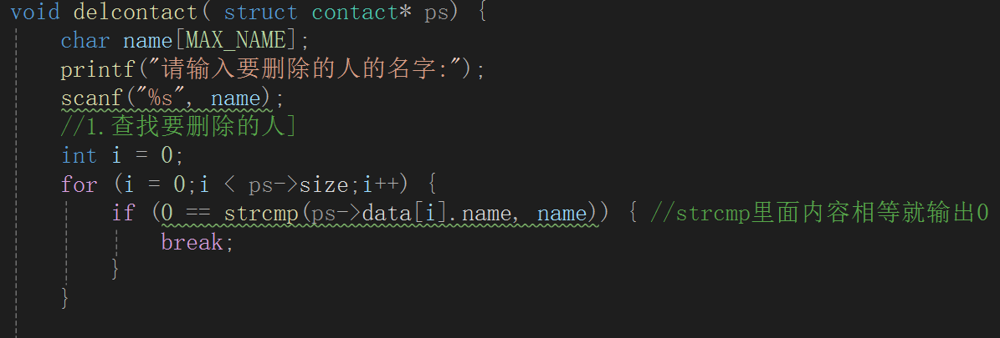 void delcontact( struct contact* ps) {
char name[MAX_NAME];
printf("请输入要删除的人的名字:");
scanf("%s", name);
//1.查找要删除的人]
int i = 0;
for (i = 0;i < ps->size;i++) {
if (0 == strcmp(ps->data[i].name, name)) { //strcmp里面内容相等就输出0
break;
}
}